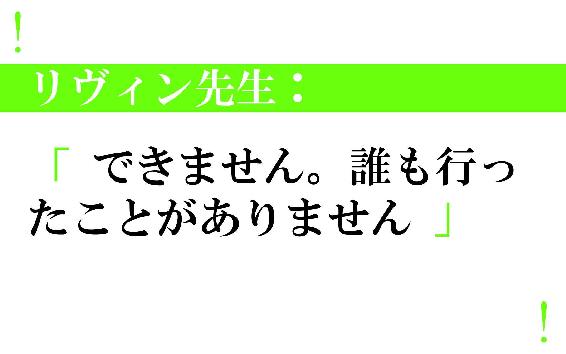 !
リヴィン先生：
「 できません。誰も行っ
たことがありません 」
!